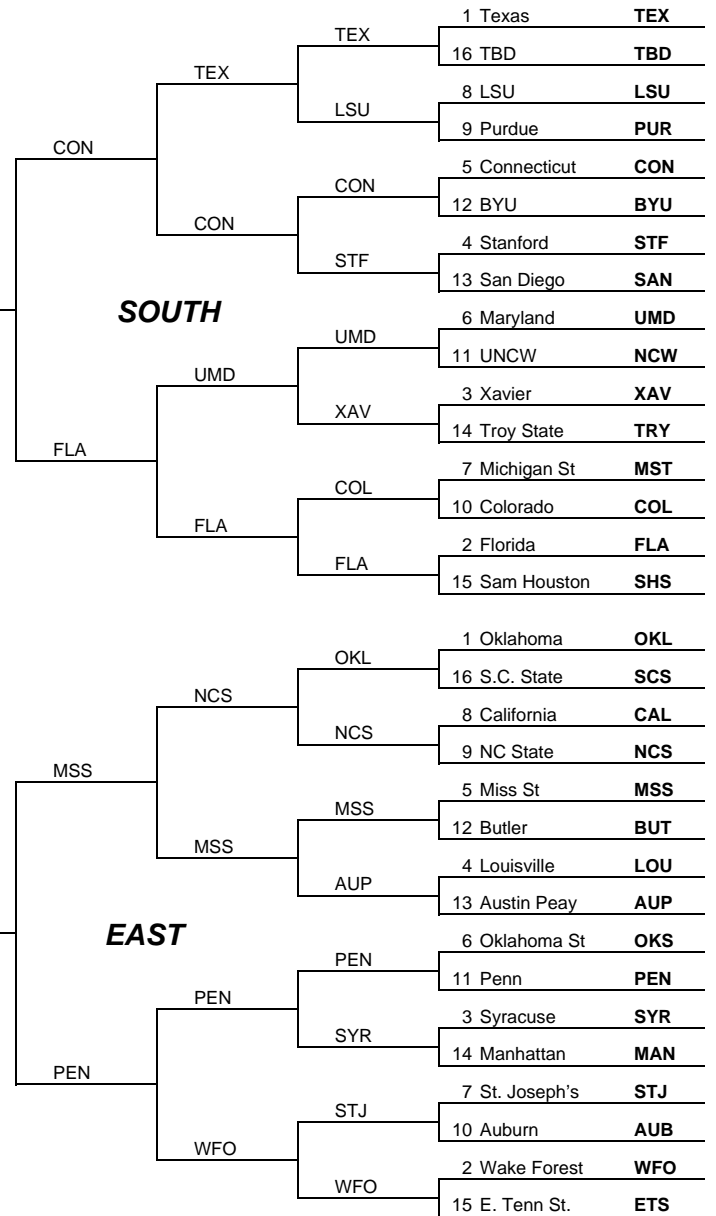 1 Texas TEX
TEX
16 TBD TBD
TEX
8 LSU LSU
LSU
9 Purdue PUR
CON
5 Connecticut CON
CON
12 BYU BYU
CON
4 Stanford STF
STF
13 San Diego SAN
SOUTH
6 Maryland UMD
UMD
11 UNCW NCW
UMD
3 Xavier XAV
XAV
14 Troy State TRY
FLA
7 Michigan St MST
COL
10 Colorado COL
FLA
2 Florida FLA
FLA
15 Sam Houston SHS
1 Oklahoma OKL
OKL
16 S.C. State SCS
NCS
8 California CAL
NCS
9 NC State NCS
MSS
5 Miss St MSS
MSS
12 Butler BUT
MSS
4 Louisville LOU
AUP
13 Austin Peay AUP
EAST
6 Oklahoma St OKS
PEN
11 Penn PEN
PEN
3 Syracuse SYR
SYR
14 Manhattan MAN
PEN
7 St. Joseph's STJ
STJ
10 Auburn AUB
WFO
2 Wake Forest WFO
WFO
15 E. Tenn St. ETS